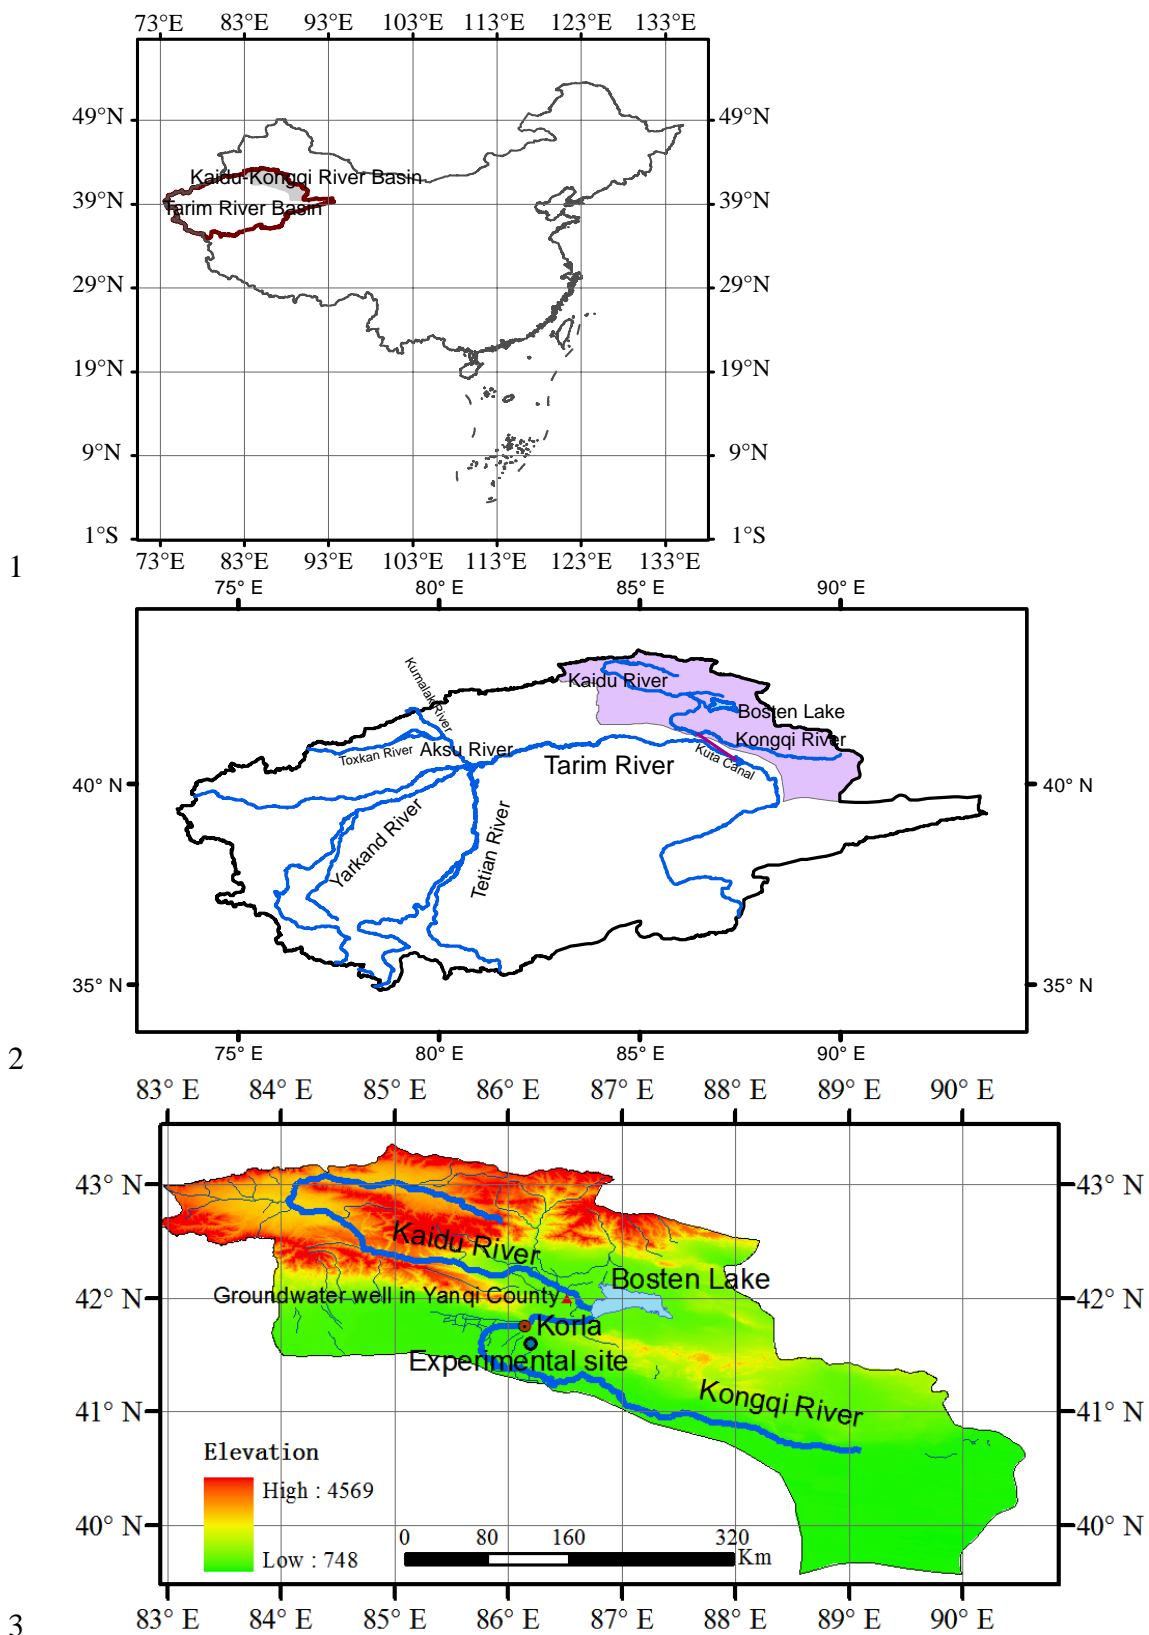 73°E 83°E 93°E 103°E 113°E 123°E 133°E
49°N 49°N
Kaidu-Kongqi River Basin
39°N 39°N
Tarim River Basin
29°N 29°N
19°N 19°N
9°N 9°N
1°S 1°S
73°E 83°E 93°E 103°E 113°E 123°E 133°E
1
75° E 80° E 85° E 90° E
Kumalak River
Kaidu River
Bosten Lake
Kongqi River
Toxkan River
Aksu River
Kuta Canal
Tarim River
40° N 40° N
Yarkand River
Tetian River
35° N 35° N
75° E 80° E 85° E 90° E
2
83° E 84° E 85° E 86° E 87° E 88° E 89° E 90° E
43° N 43° N
Kaidu River
Bosten Lake
42° N 42° N
Groundwater well in Yanqi County
Korla
Experimental site
Kongqi River
41° N 41° N
Elevation
High : 4569
Low : 748
40° N 40° N
0 80 160 320
Km
83° E 84° E 85° E 86° E 87° E 88° E 89° E 90° E
3